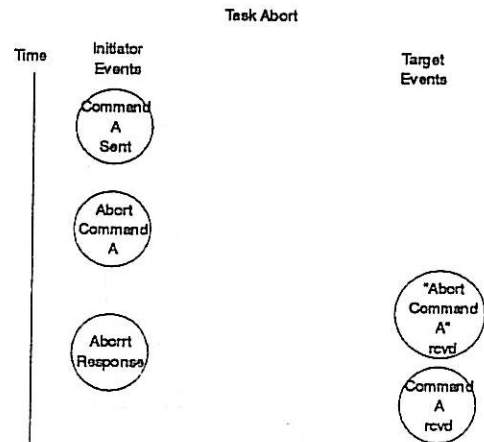 Task Abort
Time
Initiator
Events
Target
Events
Command
A
Sent
Abort
Command
A
"Abort
Command
A"
rcvd
Aborrt
Response
Command
A
rcvd